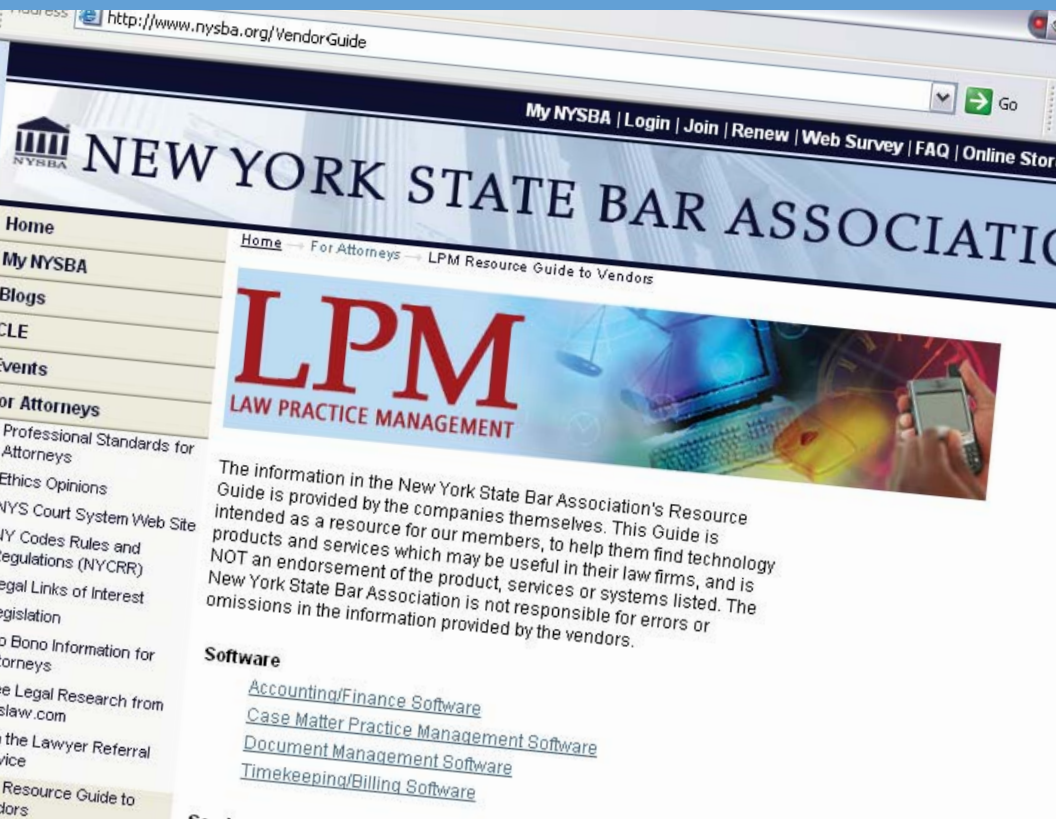 http://www.nysba.org/VendorGuide
Go
My NYSBA | Login | Join | Renew | Web Survey | FAQ | Online Stor
NYSBA
NEW YORK STATE BAR ASSOCIATIO
Home
My NYSBA
Blogs
CLE
Events
or Attorneys
Professional Standards for
Attorneys
Ethics Opinions
NYS Court System Web Site
NY Codes Rules and
Regulations (NYCRR)
egal Links of Interest
egislation
o Bono Information for
torneys
ee Legal Research from
slaw.com
the Lawyer Referral
vice
Resource Guide to
dors
Home → For Attorneys → LPM Resource Guide to Vendors
LPM
LAW PRACTICE MANAGEMENT
The information in the New York State Bar Association's Resource
Guide is provided by the companies themselves. This Guide is
intended as a resource for our members, to help them find technology
products and services which may be useful in their law firms, and is
NOT an endorsement of the product, services or systems listed. The
New York State Bar Association is not responsible for errors or
omissions in the information provided by the vendors.
Software
Accounting/Finance Software
Case Matter Practice Management Software
Document Management Software
Timekeeping/Billing Software